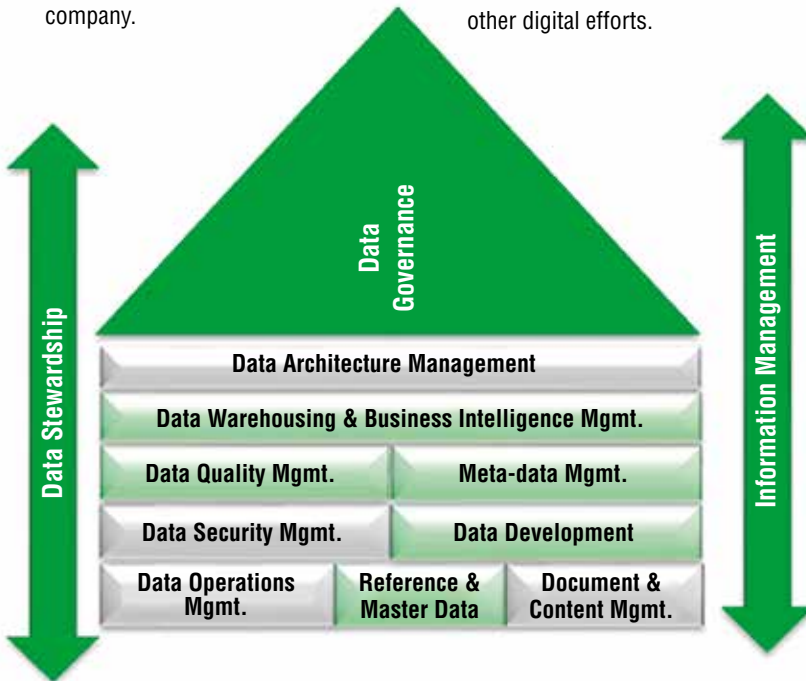 company.
other digital efforts.
Data
Governance
Data Stewardship
Information Management
Data Architecture Management
Data Warehousing & Business Intelligence Mgmt.
Data Quality Mgmt.
Meta-data Mgmt.
Data Security Mgmt.
Data Development
Data Operations
Mgmt.
Reference &
Master Data
Document &
Content Mgmt.